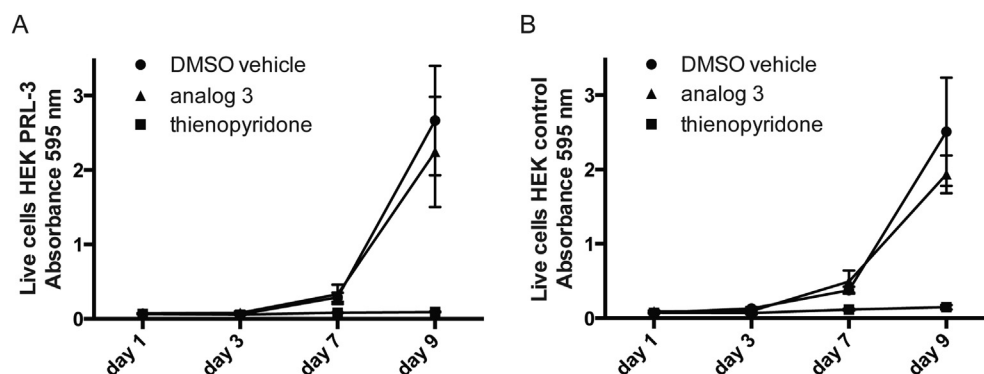 A
Live cells HEK PRL-3
Absorbance 595 nm
DMSO vehicle
analog 3
thienopyridone
3
2
1
0
day 1
day 3
day 7
day 9
B
Live cells HEK control
Absorbance 595 nm
DMSO vehicle
analog 3
thienopyridone
3
2
1
0
day 1
day 3
day 7
day 9